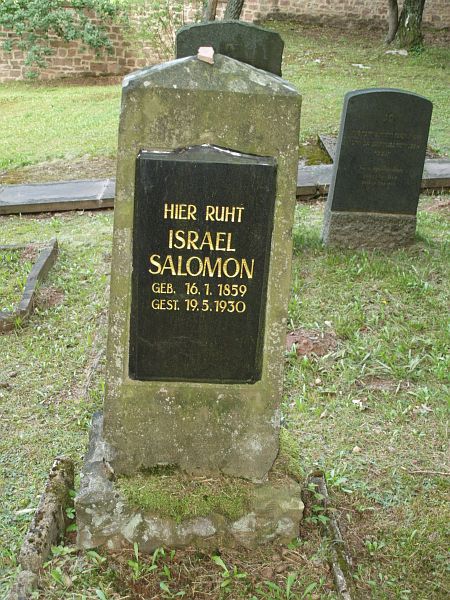 HIER RUHT
ISRAEL
SALOMON
GEB. 16.1.1859
GEST. 19.5.1930